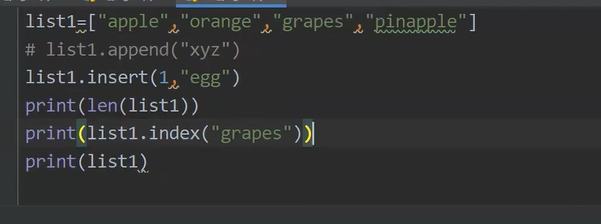 list1=["apple","orange","grapes","pinapple"]
# list1.append("xyz")
list1.insert(1,"egg")
print(len(list1))
print(list1.index("grapes"))
print(list1)